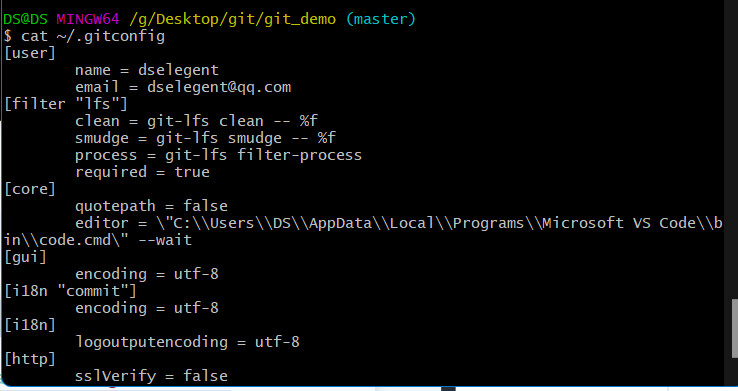 DS@DS MINGW64 /g/Desktop/git/git_demo (master)
$ cat ~/.gitconfig
[user]
        name = dselegent
        email = dselegent@qq.com
[filter "lfs"]
        clean = git-lfs clean -- %f
        smudge = git-lfs smudge -- %f
        process = git-lfs filter-process
        required = true
[core]
        quotepath = false
        editor = \"C:\\Users\\DS\\AppData\\Local\\Programs\\Microsoft VS Code\\b
in\\code.cmd\" --wait
[gui]
        encoding = utf-8
[i18n "commit"]
        encoding = utf-8
[i18n]
        logoutputencoding = utf-8
[http]
        sslVerify = false